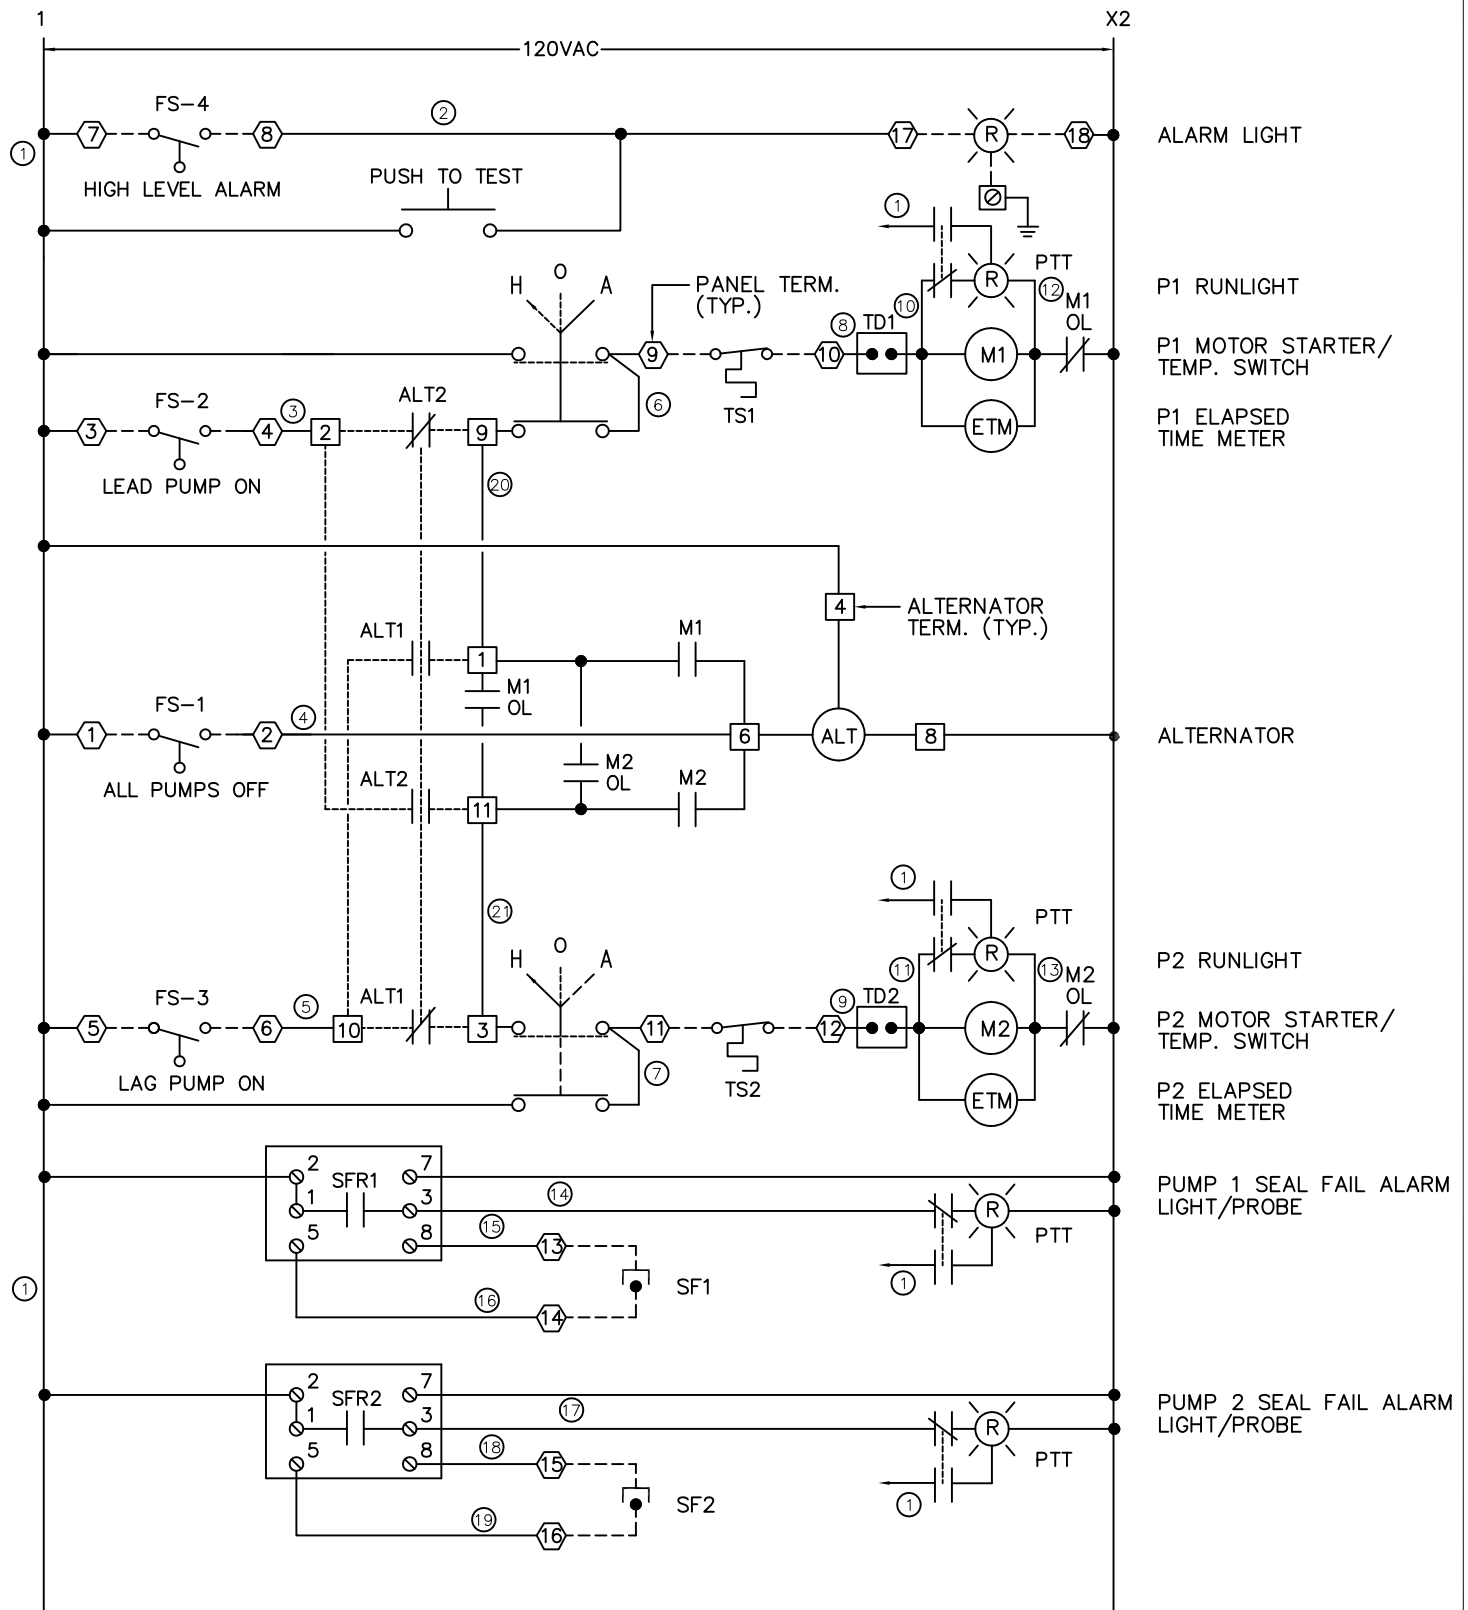 1 X2
120VAC
FS-4
1 7 8 2 17 R 18 ALARM LIGHT
HIGH LEVEL ALARM
PUSH TO TEST
1
H O A
PANEL TERM.
(TYP.)
R PTT
P1 RUNLIGHT
10 12 M1
OL
9 10 8 TD1 M1
P1 MOTOR STARTER/
TEMP. SWITCH
TS1
6
FS-2
3 4 3 2 ALT2 9 ETM
P1 ELAPSED
TIME METER
LEAD PUMP ON
20
4 ALTERNATOR
TERM. (TYP.)
ALT1 1 M1
M1
OL
FS-1
1 2 4 6 ALT 8 ALTERNATOR
ALL PUMPS OFF
M2
OL
ALT2 11 M2
1
21
H O A
R PTT
P2 RUNLIGHT
11 13 M2
OL
FS-3
5 6 5 10 ALT1 3 11 12 9 TD2 M2
P2 MOTOR STARTER/
TEMP. SWITCH
LAG PUMP ON
7
TS2
ETM
P2 ELAPSED
TIME METER
2 SFR1 7
1 3 14 R
PUMP 1 SEAL FAIL ALARM
LIGHT/PROBE
PTT
5 8 15 13
1
1
SF1
16 14
2 SFR2 7
1 3 17 R
PUMP 2 SEAL FAIL ALARM
LIGHT/PROBE
PTT
5 8 18 15
1
SF2
19 16